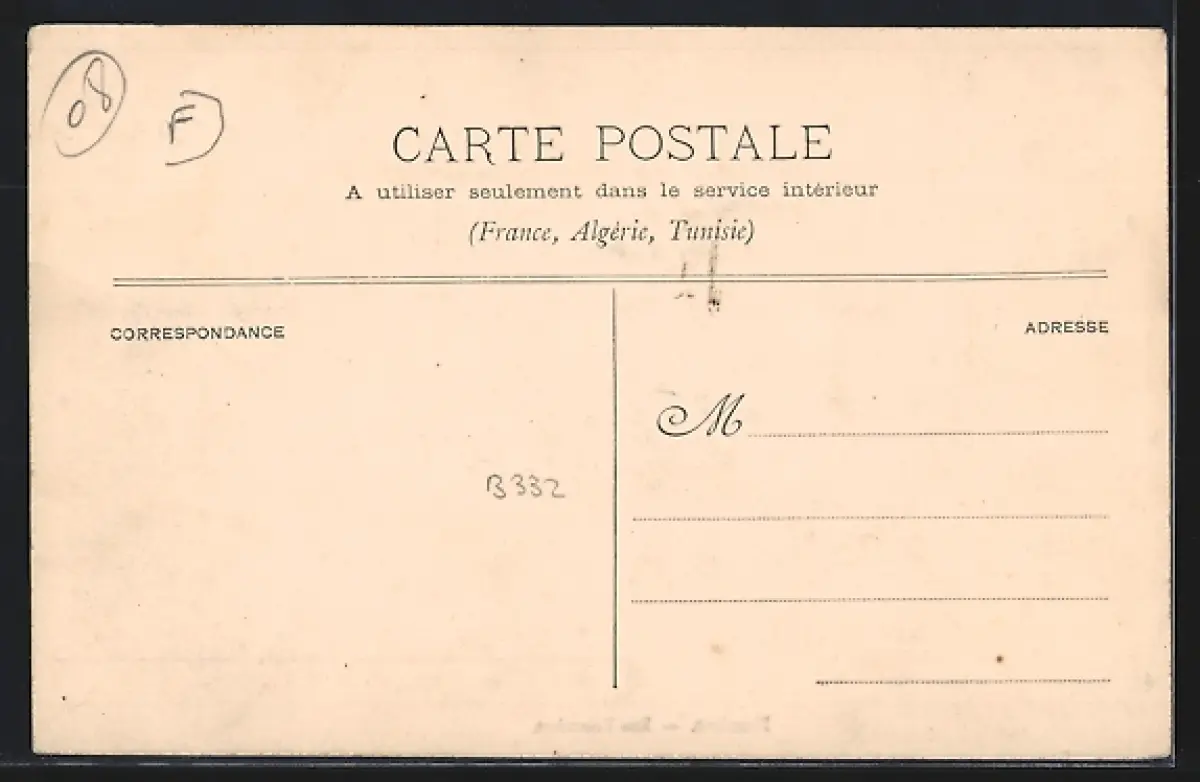 08
F
CARTE POSTALE
A utiliser seulement dans le service intérieur
(France, Algérie, Tunisie)
CORRESPONDANCE
ADRESSE
M
B332